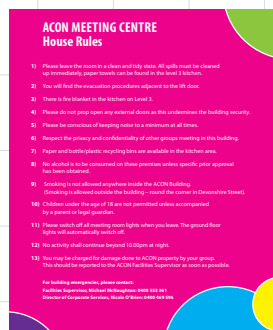 ACON MEETING CENTRE
House Rules
1) Please leave the room in a clean and tidy state. All spills must be cleaned
up immediately, paper towels can be found in the level 3 kitchen.
2) You will find the evacuation procedures adjacent to the lift door.
3) There is fire blanket in the kitchen on Level 3.
4) Please do not prop open any external doors as this undermines the building security.
5) Please be conscious of keeping noise to a minimum at all times.
6) Respect the privacy and confidentiality of other groups meeting in this building.
7) Paper and bottle/plastic recycling bins are available in the kitchen area.
8) No alcohol is to be consumed on these premises unless specific prior approval
has been obtained.
9) Smoking is not allowed anywhere inside the ACON Building.
(Smoking is allowed outside the building – round the corner in Devonshire Street).
10) Children under the age of 18 are not permitted unless accompanied
by a parent or legal guardian.
11) Please switch off all meeting room lights when you leave. The ground floor
lights will automatically switch off.
12) No activity shall continue beyond 10.00pm at night.
13) You may be charged for damage done to ACON property by your group.
This should be reported to the ACON Facilities Supervisor as soon as possible.
For building emergencies, please contact:
Facilities Supervisor, Michael McNaughton: 0400 352 361
Director of Corporate Services, Nicole O'Brien: 0400 469 596